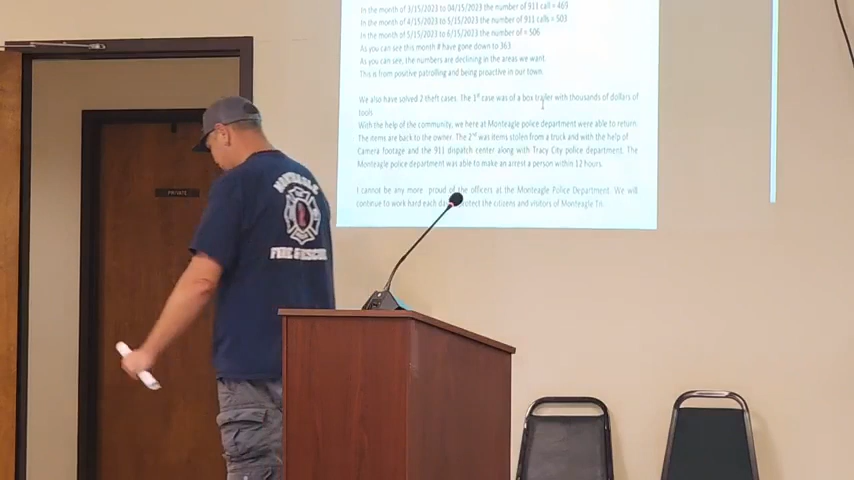 In the month of 3/15/2023 to 04/15/2023 the number of 911 call = 469
In the month of 4/15/2023 to 5/15/2023 the number of 911 calls = 503
In the month of 5/15/2023 to 6/15/2023 the number of = 506
As you can see this month # have gone down to 363
As you can see, the numbers are declining in the areas we want.
This is from positive patrolling and being proactive in our town.
We also have solved 2 theft cases. The 1st case was of a box trailer with thousands of dollars of
tools
With the help of the community, we here at Monteagle police department were able to return
The items are back to the owner. The 2nd was items stolen from a truck and with the help of
Camera footage and the 911 dispatch center along with Tracy City police department. The
Monteagle police department was able to make an arrest a person within 12 hours.
I cannot be any more proud of the officers at the Monteagle Police Department. We will
continue to work hard each day protect the citizens and visitors of Monteagle Tn.
PRIVATE
MONTEAGLE
FIRE & RESCUE